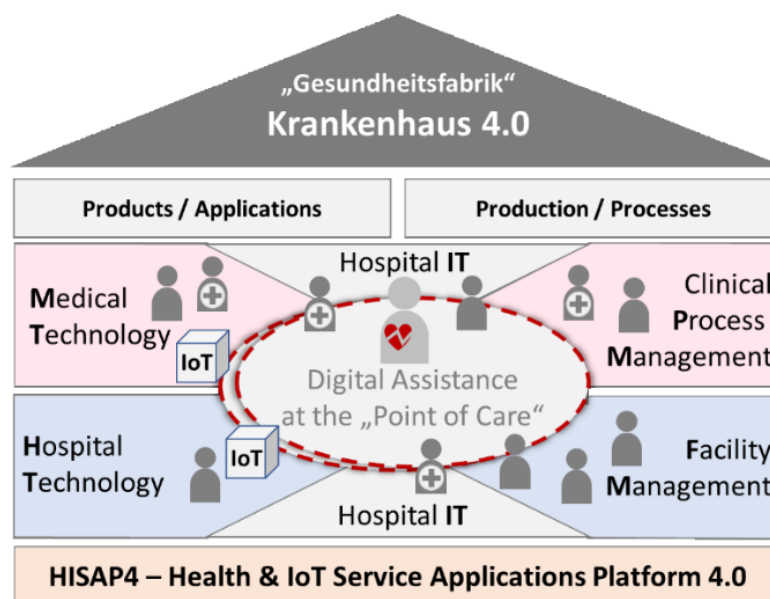 „Gesundheitsfabrik“
Krankenhaus 4.0
Products / Applications
Production / Processes
Hospital IT
Medical
Technology
IoT
Clinical
Process
Management
Digital Assistance
at the „Point of Care“
Hospital
Technology
IoT
Facility
Management
Hospital IT
HISAP4 – Health & IoT Service Applications Platform 4.0